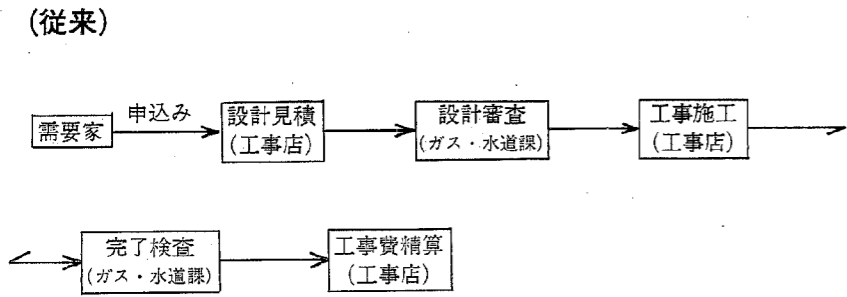 (従来)
需要家
申込み
設計見積
(工事店)
設計審査
(ガス・水道課)
工事施工
(工事店)
完了検査
(ガス・水道課)
工事費精算
(工事店)